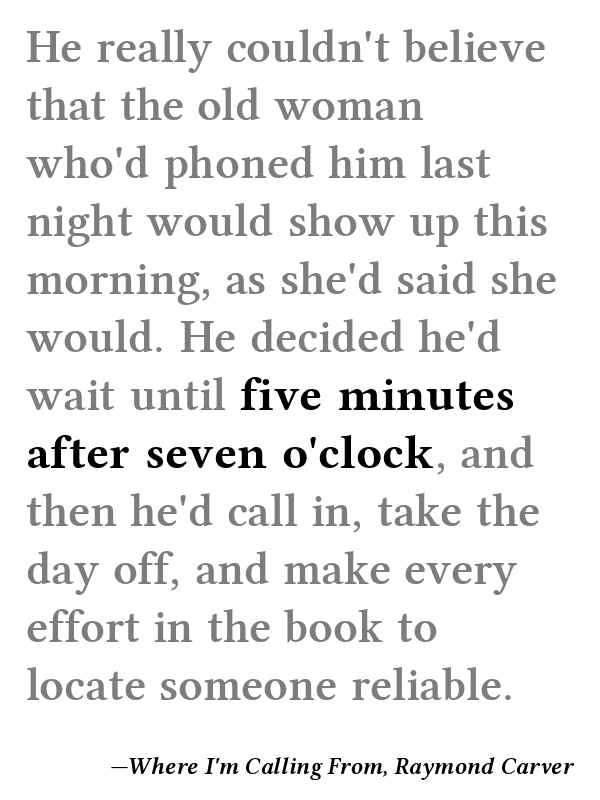 He really couldn't believe
that the old woman
who'd phoned him last
night would show up this
morning, as she'd said she
would. He decided he'd
wait until five minutes
after seven o'clock, and
then he'd call in, take the
day off, and make every
effort in the book to
locate someone reliable.
—Where I'm Calling From, Raymond Carver